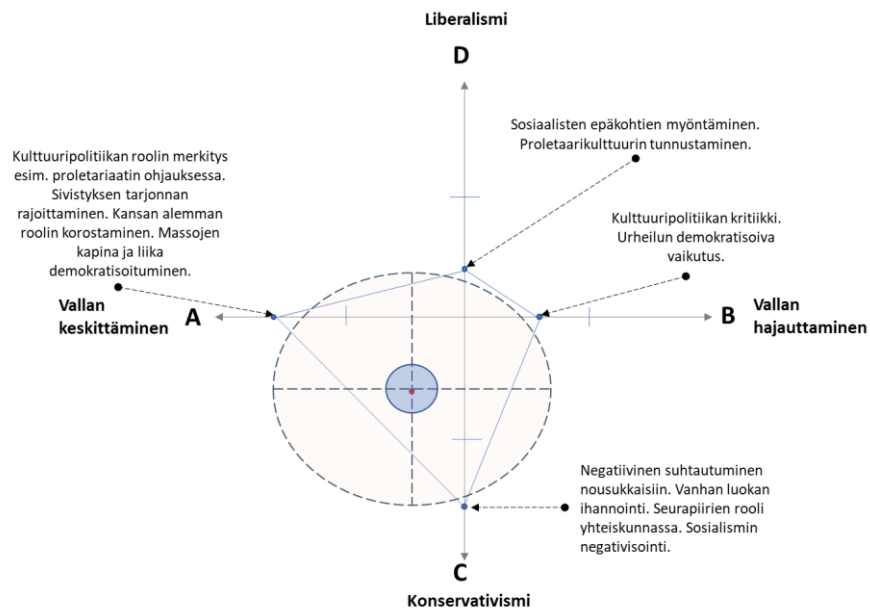 Liberalismi
D
Sosiaalisten epäkohtien myöntäminen.
Proletaarikulttuurin tunnustaminen.
Kulttuuripolitiikan roolin merkitys
esim. proletariaatin ohjauksessa.
Sivistyksen tarjonnan
rajoittaminen. Kansan alemman
roolin korostaminen. Massojen
kapina ja liika
demokratisoituminen.
Kulttuuripolitiikan kritiikki.
Urheilun demokratisoiva
vaikutus.
Vallan
keskittäminen
A
B
Vallan
hajauttaminen
Negatiivinen suhtautuminen
nousukkaisiin. Vanhan luokan
ihannointi. Seurapiirien rooli
yhteiskunnassa. Sosialismin
negativisointi.
C
Konservativismi